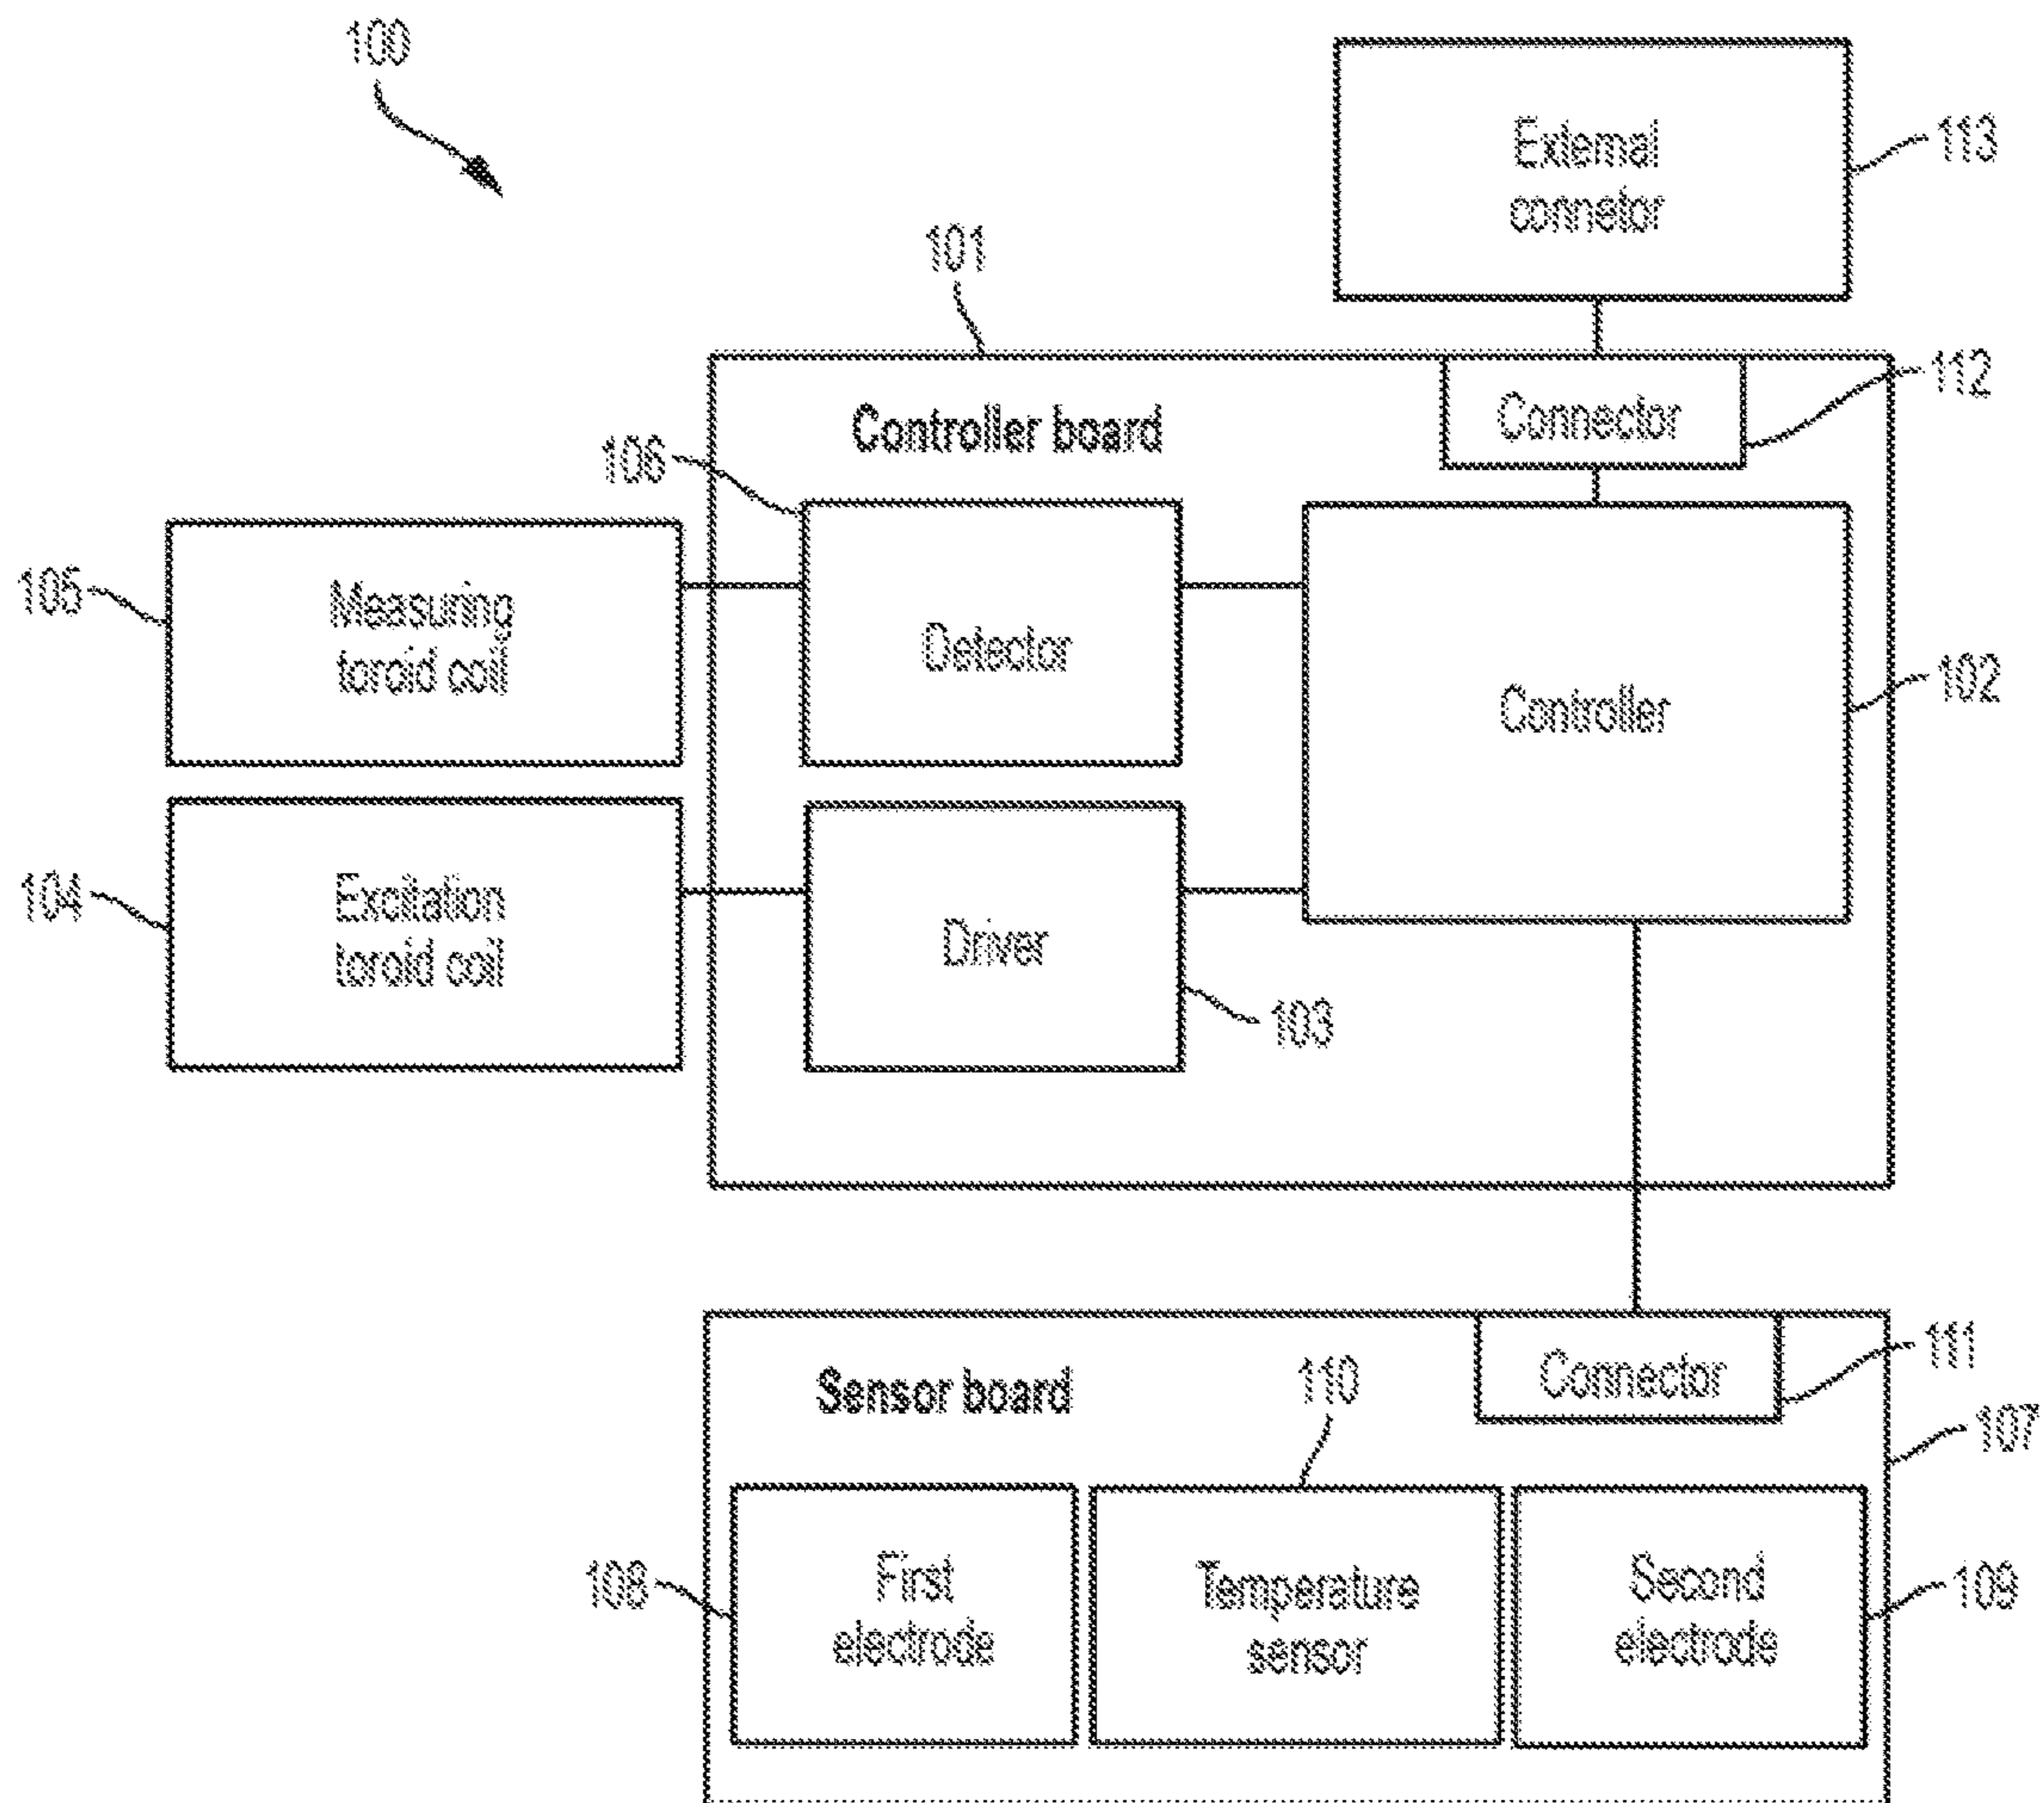 100
External
connetor
113
101
Controller board
Connector
112
106
Measuring
toroid coil
105
Detector
Controller
102
Excitation
toroid coil
104
Driver
103
Sensor board
110
Connector
111
107
First
electrode
108
Temperature
sensor
Second
electrode
109